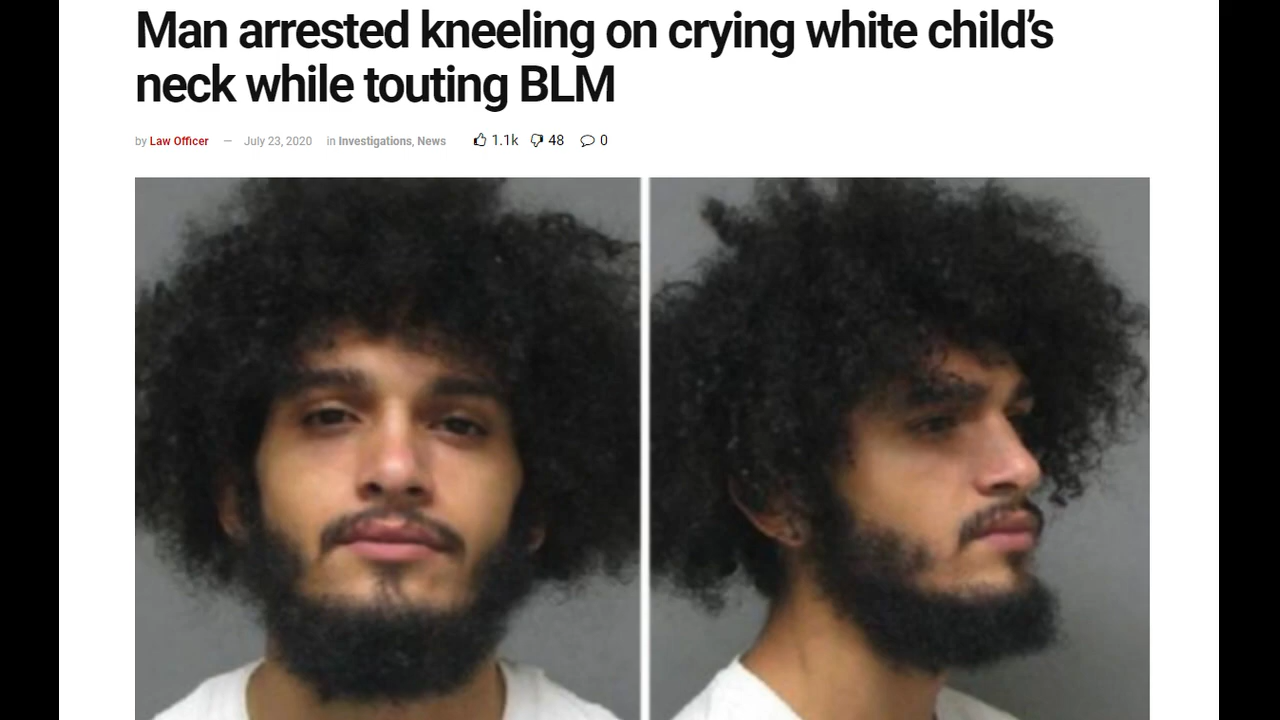 Man arrested kneeling on crying white child’s
neck while touting BLM
by Law Officer — July 23, 2020 in Investigations, News 1.1k 48 0